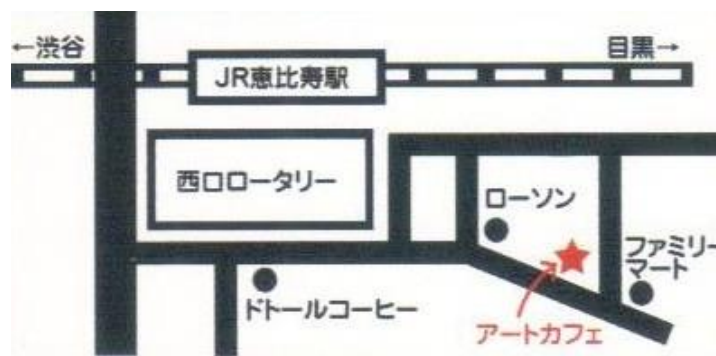 ←渋谷
目黒→
JR恵比寿駅
西口ロータリー
ローソン
ファミリー
マート
ドトールコーヒー
アートカフェ